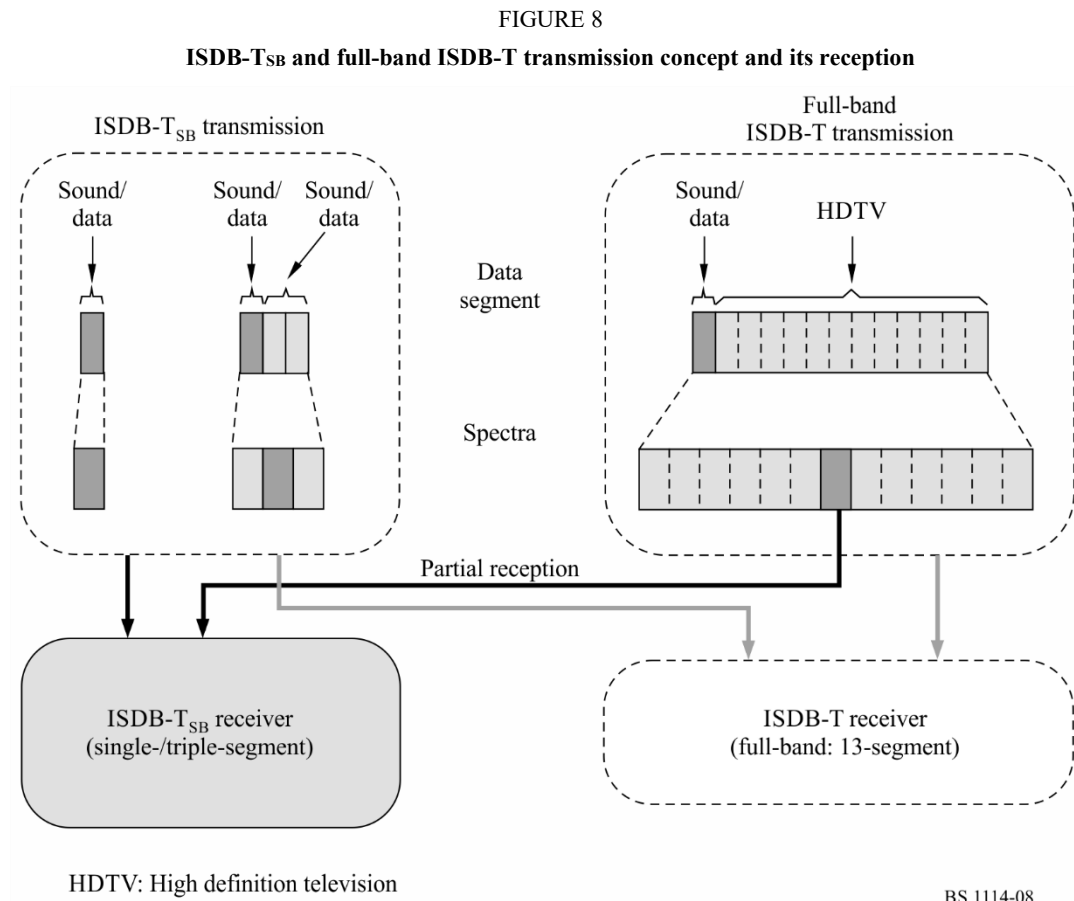 FIGURE 8
ISDB-TSB and full-band ISDB-T transmission concept and its reception
ISDB-TSB transmission
Full-band
ISDB-T transmission
Sound/
data
Sound/
data
Sound/
data
Sound/
data
HDTV
Data
segment
Spectra
Partial reception
ISDB-TSB receiver
(single-/triple-segment)
ISDB-T receiver
(full-band: 13-segment)
HDTV: High definition television
BS.1114-08